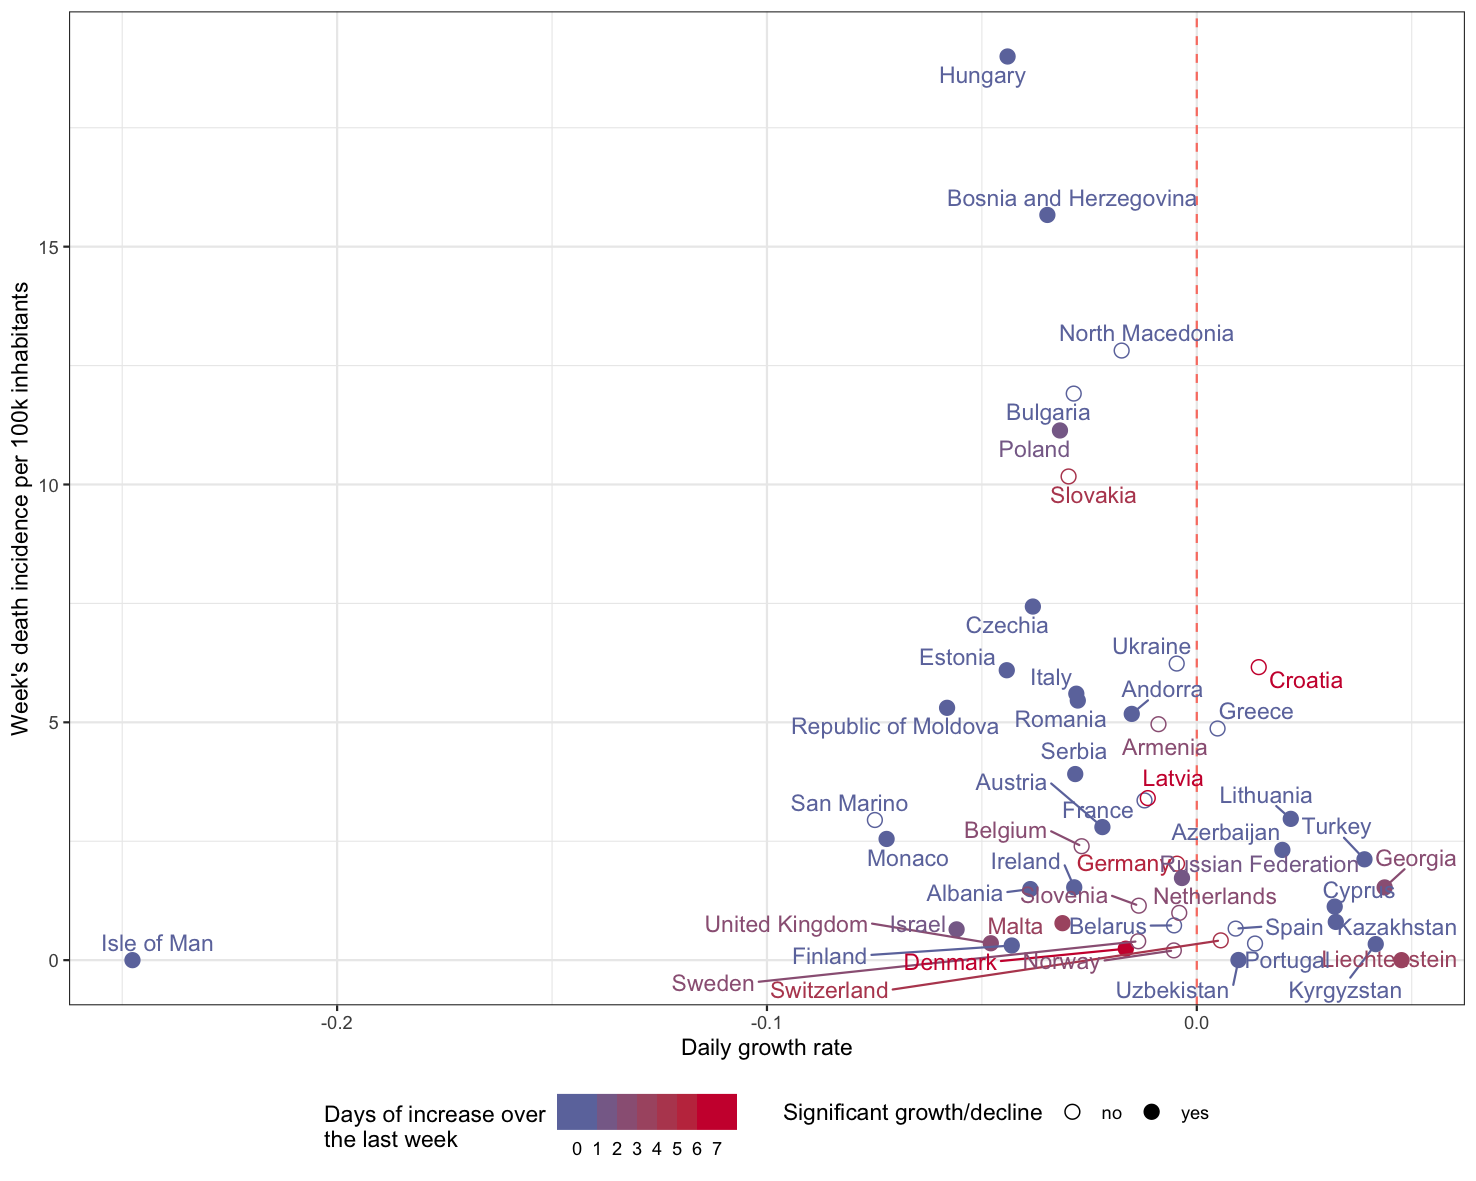 Week's death incidence per 100k inhabitants
15
10
5
0
Hungary
Bosnia and Herzegovina
North Macedonia
Bulgaria
Poland
Slovakia
Czechia
Ukraine
Estonia
Italy
Croatia
Andorra
Greece
Republic of Moldova
Romania
Armenia
Serbia
Latvia
Austria
Lithuania
San Marino
France
Turkey
Belgium
Azerbaijan
Monaco
Ireland
Germany
Russian Federation
Georgia
Albania
Slovenia
Netherlands
Cyprus
United Kingdom
Israel
Malta
Belarus
Spain
Kazakhstan
Isle of Man
Finland
Denmark
Norway
Portugal
Liechtenstein
Sweden
Switzerland
Uzbekistan
Kyrgyzstan
-0.2
-0.1
0.0
Daily growth rate
Days of increase over
the last week
0 1 2 3 4 5 6 7
Significant growth/decline
no
yes